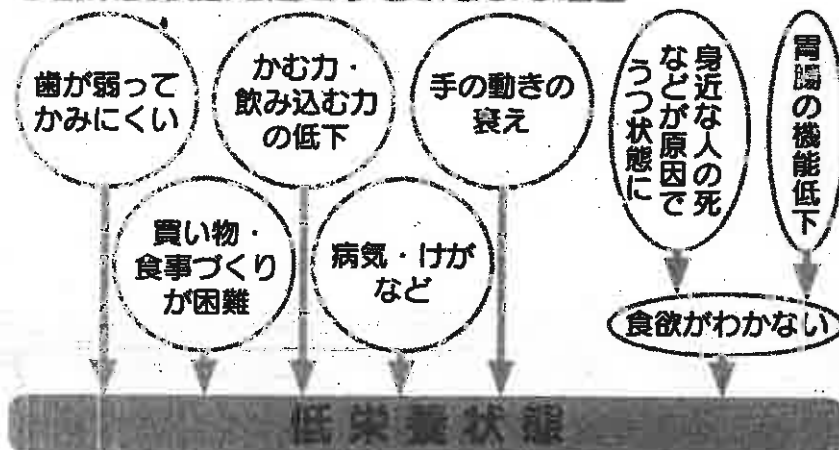 歯が弱って
かみにくい
かむ力・
飲み込む力
の低下
手の動きの
衰え
身近な人の死
などが原因で
うつ状態に
胃腸の機能低下
買い物・
食事づくり
が困難
病気・けが
など
食欲がわかない
低栄養状態